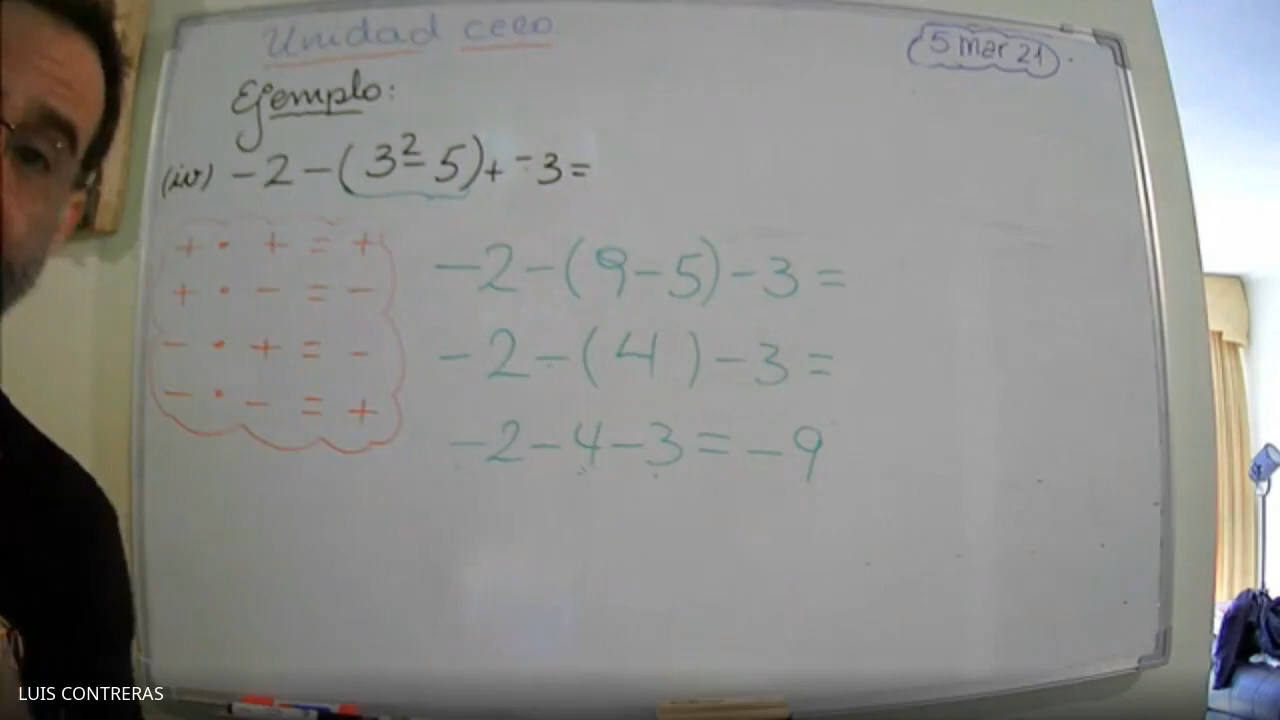 Unidad cero
5 mar 21
Ejemplo:
(iv) -2-(3²-5)+ -3=
+ · + = +
+ · - = -
- · + = -
- · - = +
-2-(9-5)-3=
-2-(4)-3=
-2-4-3=-9
LUIS CONTRERAS